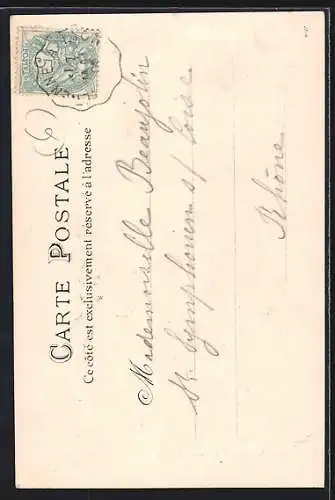 CARTE POSTALE
Ce côté est exclusivement réservé à l'adresse
Mademoiselle Beaujolin
St Symphorien s/ Coise
Rhône